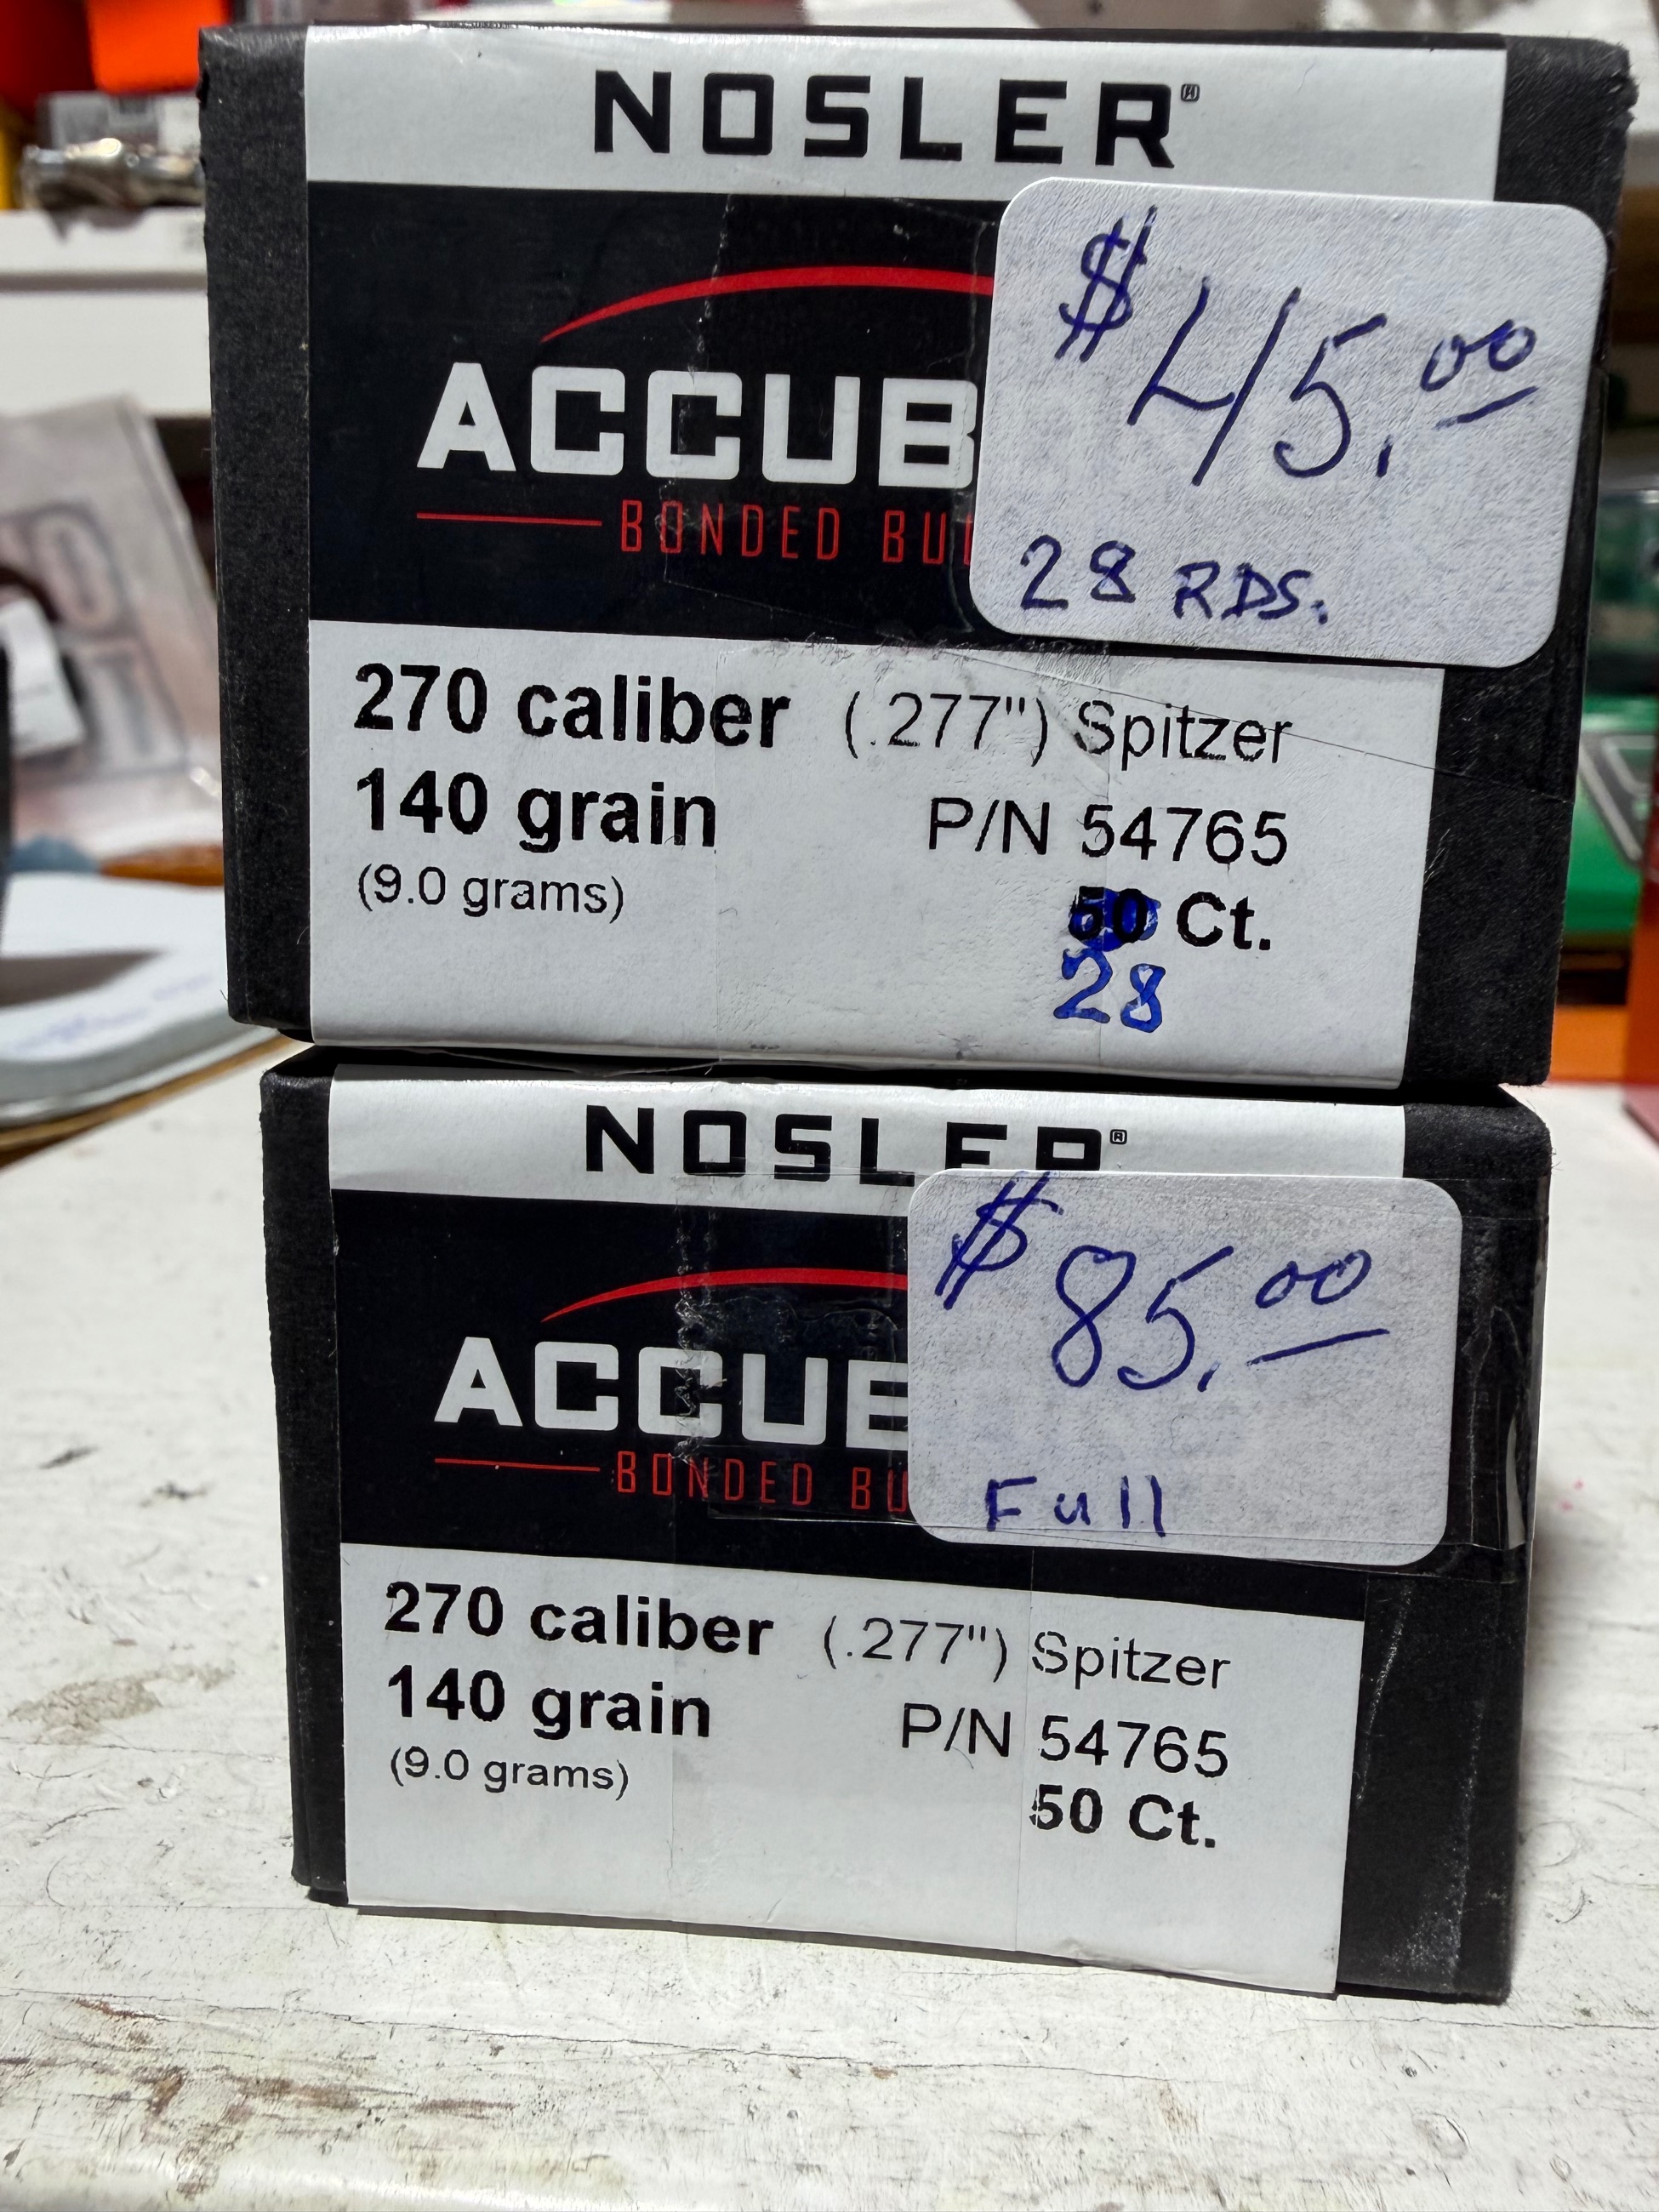 NOSLER®
$45.00
ACCUB
BONDED BUL
28 RDS.
270 caliber (.277") Spitzer
140 grain P/N 54765
(9.0 grams) 50 Ct.
28
NOSLER®
$85.00
ACCUB
BONDED BU
Full
270 caliber (.277") Spitzer
140 grain P/N 54765
(9.0 grams) 50 Ct.